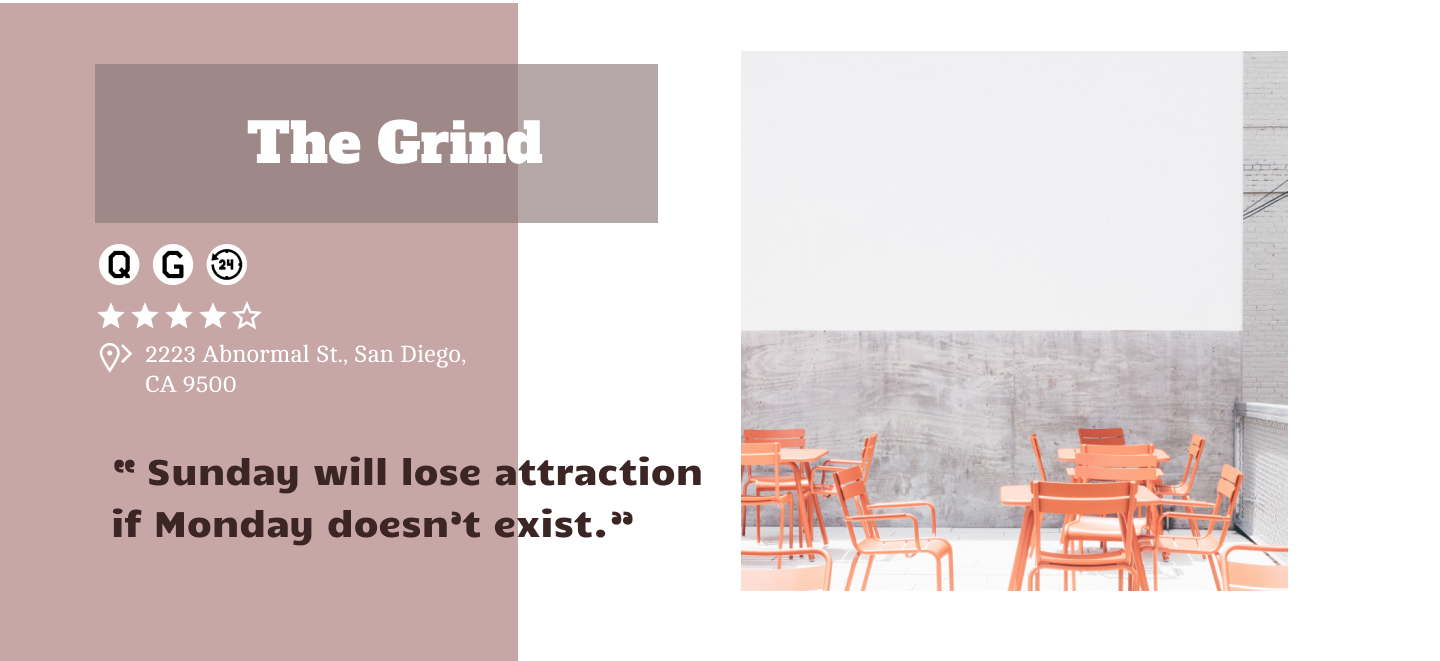 The Grind
Q G 24
2223 Abnormal St., San Diego,
CA 9500
“ Sunday will lose attraction
if Monday doesn’t exist.”